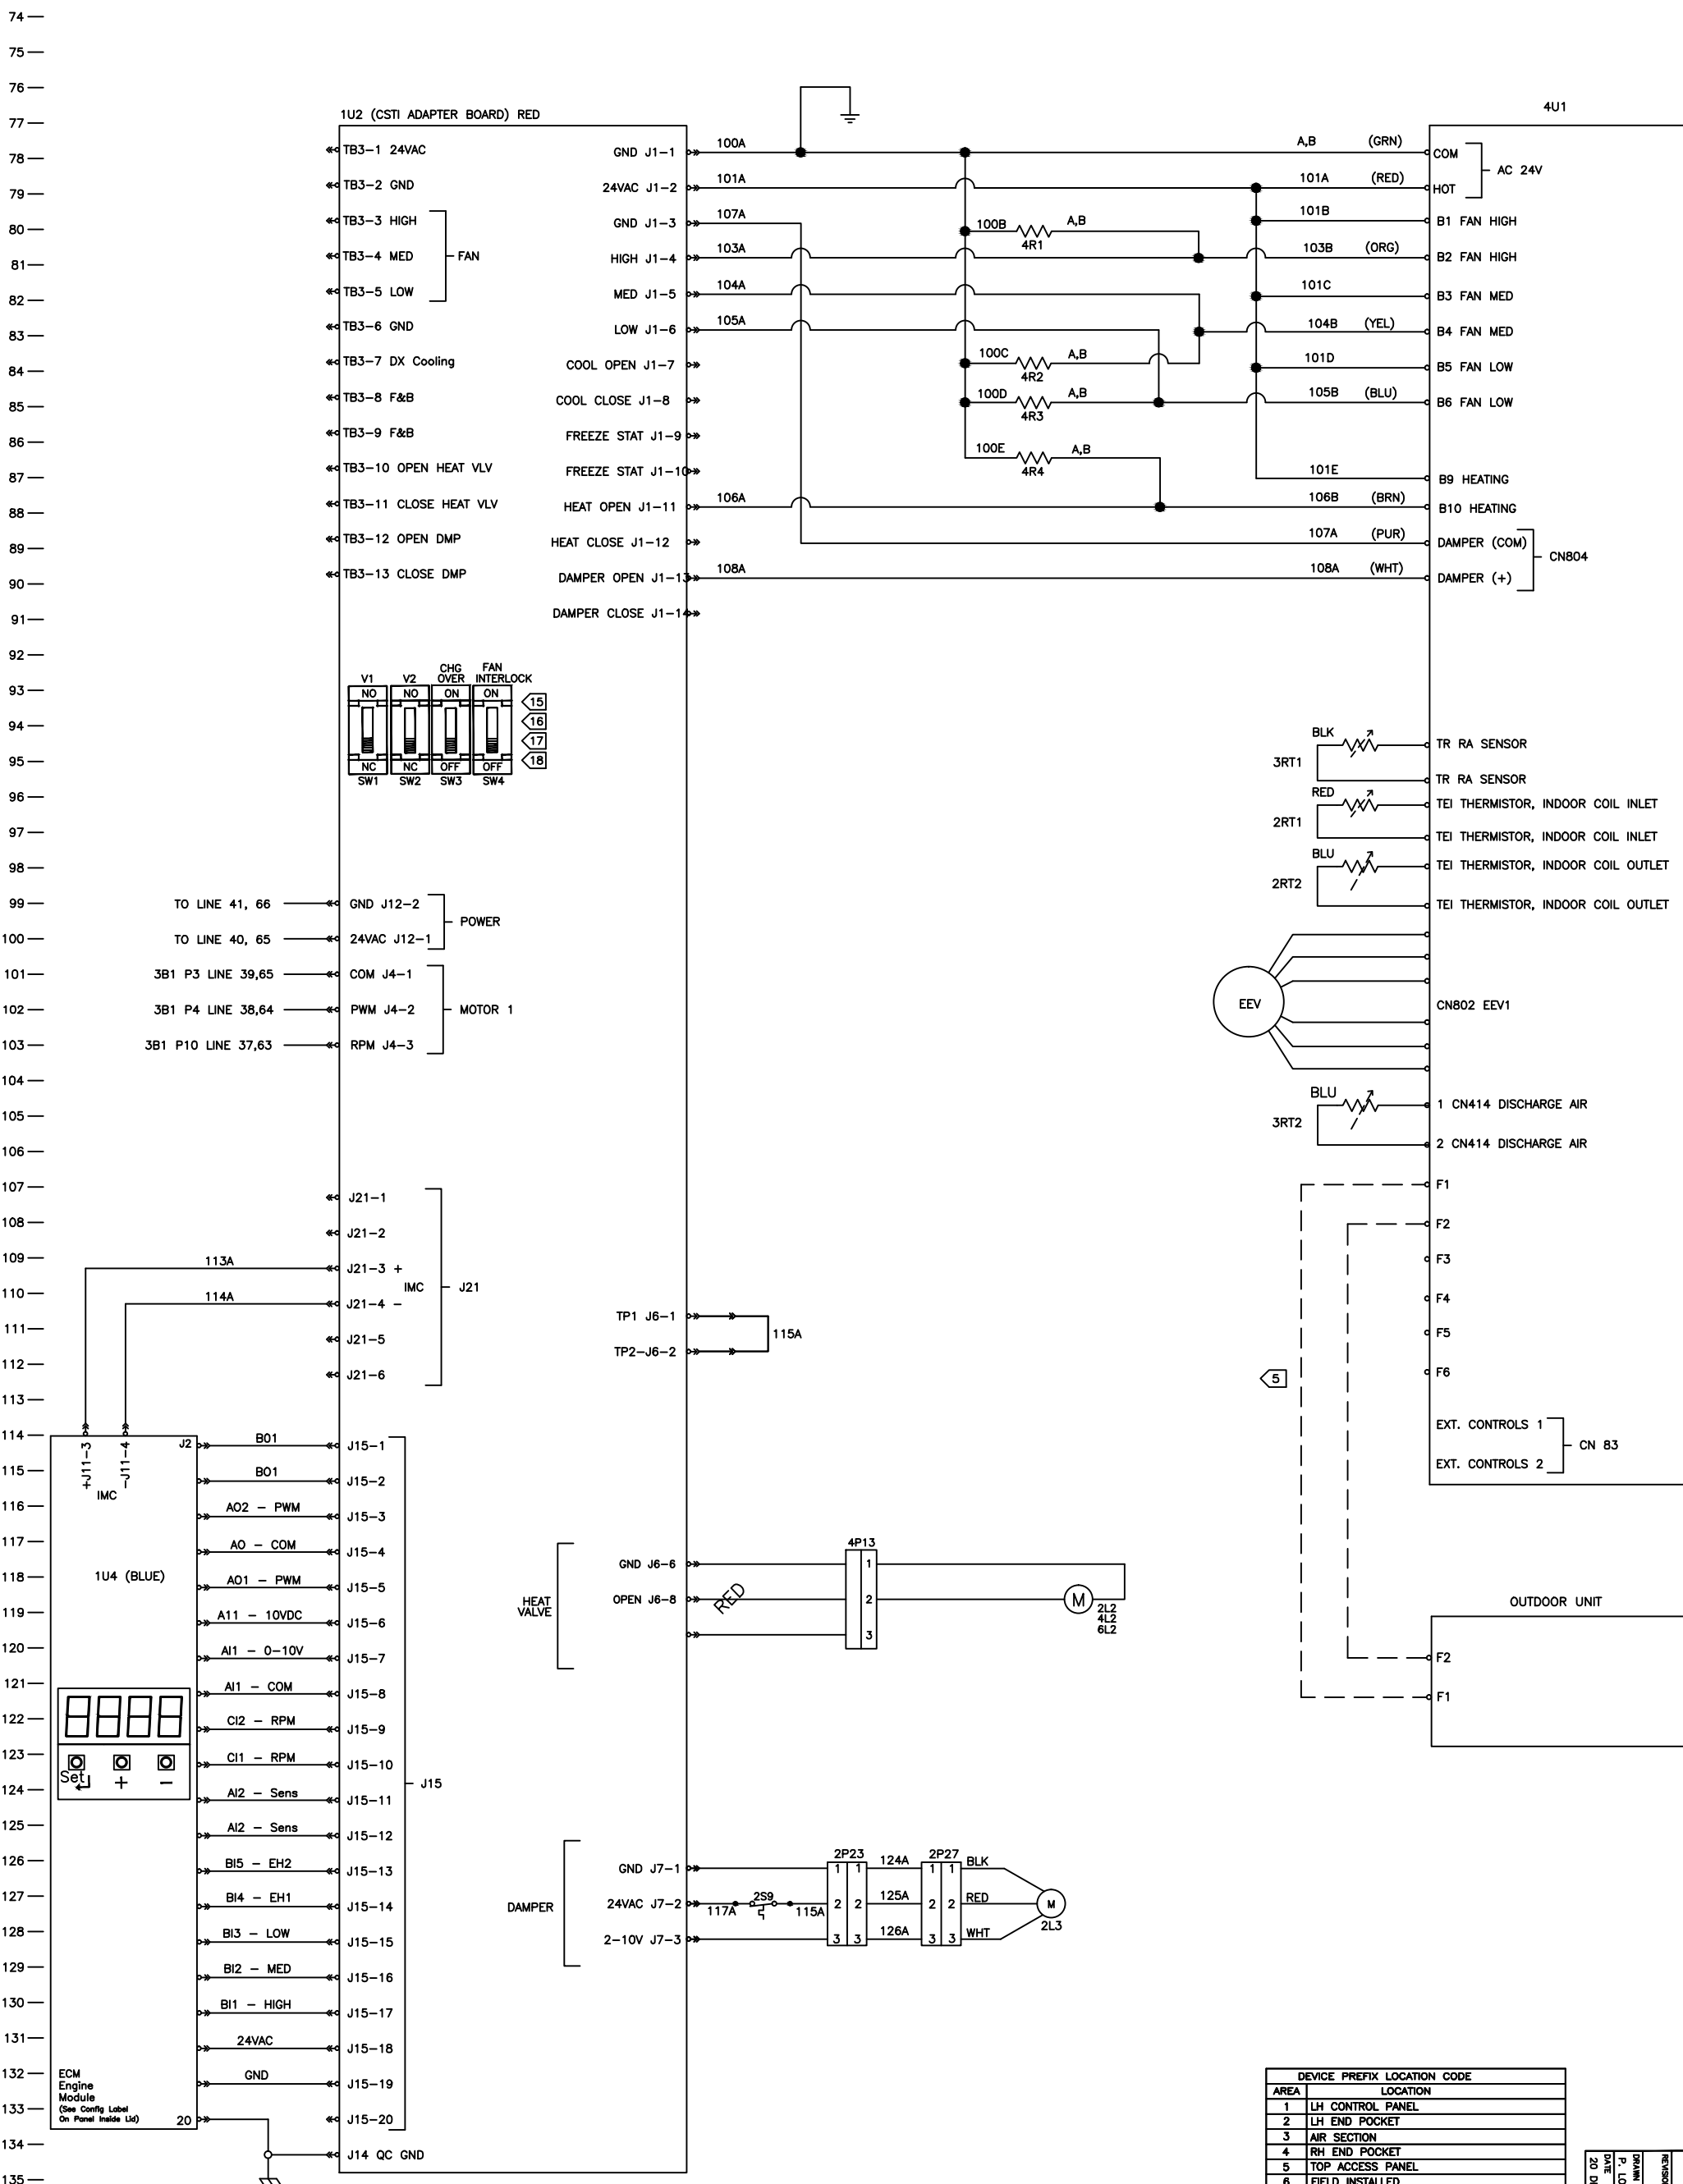 74
75
76
77
78
79
80
81
82
83
84
85
86
87
88
89
90
91
92
93
94
95
96
97
98
99
100
101
102
103
104
105
106
107
108
109
110
111
112
113
114
115
116
117
118
119
120
121
122
123
124
125
126
127
128
129
130
131
132
133
134
135
1U2 (CSTI ADAPTER BOARD) RED
TB3-1 24VAC
TB3-2 GND
TB3-3 HIGH
TB3-4 MED
TB3-5 LOW
FAN
TB3-6 GND
TB3-7 DX Cooling
TB3-8 F&B
TB3-9 F&B
TB3-10 OPEN HEAT VLV
TB3-11 CLOSE HEAT VLV
TB3-12 OPEN DMP
TB3-13 CLOSE DMP
GND J1-1
24VAC J1-2
GND J1-3
HIGH J1-4
MED J1-5
LOW J1-6
COOL OPEN J1-7
COOL CLOSE J1-8
FREEZE STAT J1-9
FREEZE STAT J1-10
HEAT OPEN J1-11
HEAT CLOSE J1-12
DAMPER OPEN J1-13
DAMPER CLOSE J1-14
100A
101A
107A
103A
104A
105A
106A
108A
100B
4R1
A,B
100C
4R2
A,B
100D
4R3
A,B
100E
4R4
A,B
A,B (GRN)
101A (RED)
101B
103B (ORG)
101C
104B (YEL)
101D
105B (BLU)
101E
106B (BRN)
107A (PUR)
108A (WHT)
4U1
COM
HOT
AC 24V
B1 FAN HIGH
B2 FAN HIGH
B3 FAN MED
B4 FAN MED
B5 FAN LOW
B6 FAN LOW
B9 HEATING
B10 HEATING
DAMPER (COM)
DAMPER (+)
CN804
V1
V2
CHG OVER
FAN INTERLOCK
NO
NO
ON
ON
NC
NC
OFF
OFF
SW1
SW2
SW3
SW4
15
16
17
18
BLK
3RT1
TR RA SENSOR
TR RA SENSOR
RED
2RT1
TEI THERMISTOR, INDOOR COIL INLET
TEI THERMISTOR, INDOOR COIL INLET
BLU
2RT2
TEI THERMISTOR, INDOOR COIL OUTLET
TEI THERMISTOR, INDOOR COIL OUTLET
EEV
CN802 EEV1
BLU
3RT2
1 CN414 DISCHARGE AIR
2 CN414 DISCHARGE AIR
F1
F2
F3
F4
F5
F6
5
EXT. CONTROLS 1
EXT. CONTROLS 2
CN 83
OUTDOOR UNIT
F2
F1
TO LINE 41, 66
TO LINE 40, 65
3B1 P3 LINE 39,65
3B1 P4 LINE 38,64
3B1 P10 LINE 37,63
GND J12-2
24VAC J12-1
POWER
COM J4-1
PWM J4-2
RPM J4-3
MOTOR 1
113A
114A
J21-1
J21-2
J21-3 +
IMC
J21-4 -
J21-5
J21-6
J21
TP1 J6-1
TP2-J6-2
115A
+J11-3
-J11-4
IMC
J2
1U4 (BLUE)
Set
+
-
ECM
Engine
Module
(See Config Label
On Panel Inside Lid)
20
BO1
BO1
AO2 - PWM
AO - COM
AO1 - PWM
A11 - 10VDC
AI1 - 0-10V
AI1 - COM
CI2 - RPM
CI1 - RPM
AI2 - Sens
AI2 - Sens
BI5 - EH2
BI4 - EH1
BI3 - LOW
BI2 - MED
BI1 - HIGH
24VAC
GND
J15-1
J15-2
J15-3
J15-4
J15-5
J15-6
J15-7
J15-8
J15-9
J15-10
J15-11
J15-12
J15-13
J15-14
J15-15
J15-16
J15-17
J15-18
J15-19
J15-20
J15
J14 QC GND
HEAT
VALVE
GND J6-6
OPEN J6-8
RED
4P13
1
2
3
M
2L2
4L2
6L2
DAMPER
GND J7-1
24VAC J7-2
2-10V J7-3
117A
2S9
115A
2P23
1 1
2 2
3 3
124A
125A
126A
2P27
1 1
2 2
3 3
BLK
RED
WHT
M
2L3
DEVICE PREFIX LOCATION CODE
AREA LOCATION
1 LH CONTROL PANEL
2 LH END POCKET
3 AIR SECTION
4 RH END POCKET
5 TOP ACCESS PANEL
6 FIELD INSTALLED
DRAWN
P. LO
DATE
20 D